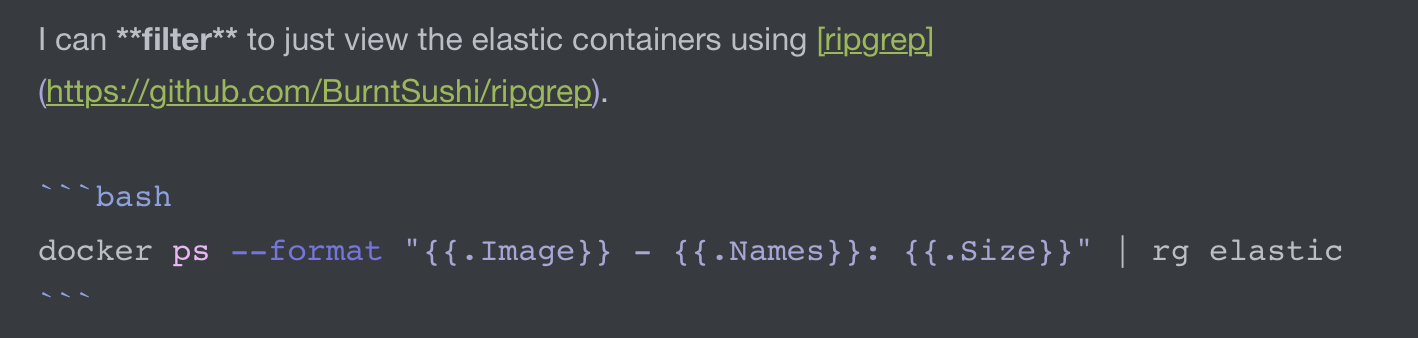 I can **filter** to just view the elastic containers using [ripgrep]
(https://github.com/BurntSushi/ripgrep).
```bash
docker ps --format "{{.Image}} - {{.Names}}: {{.Size}}" | rg elastic
```